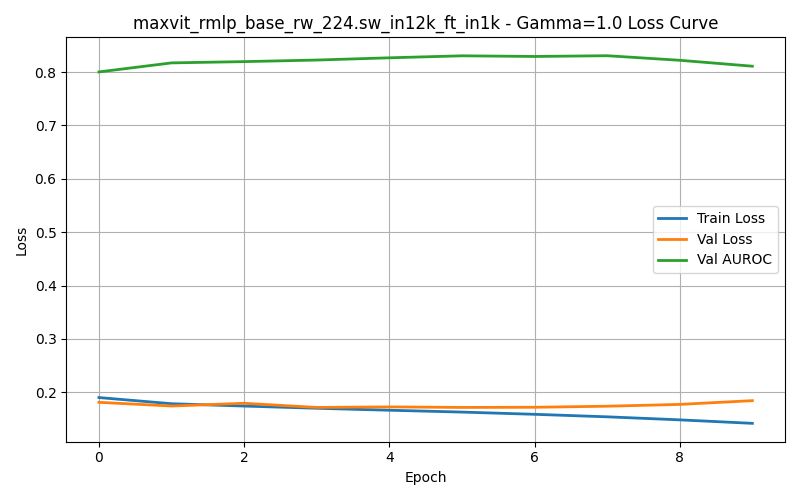 maxvit_rmlp_base_rw_224.sw_in12k_ft_in1k - Gamma=1.0 Loss Curve
0.8
0.7
0.6
0.5
0.4
0.3
0.2
Loss
Train Loss
Val Loss
Val AUROC
0 2 4 6 8
Epoch